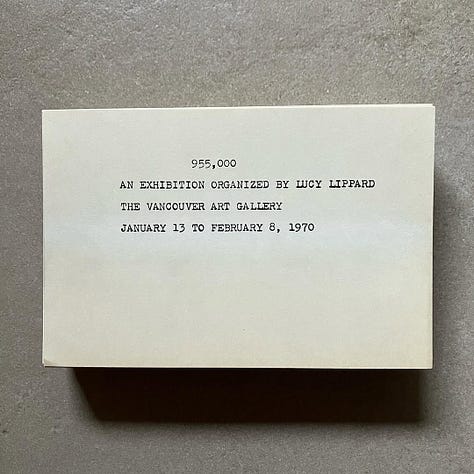 955,000
AN EXHIBITION ORGANIZED BY LUCY LIPPARD
THE VANCOUVER ART GALLERY
JANUARY 13 TO FEBRUARY 8, 1970